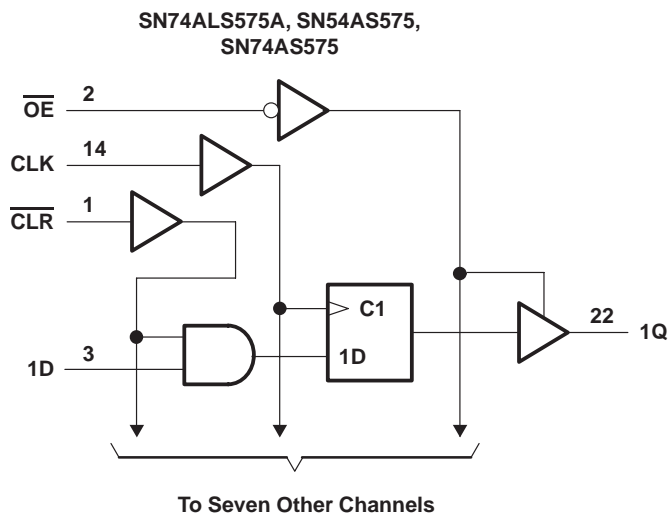 SN74ALS575A, SN54AS575,
SN74AS575
OE 2
CLK 14
CLR 1
C1
1D
1D 3
22 1Q
To Seven Other Channels